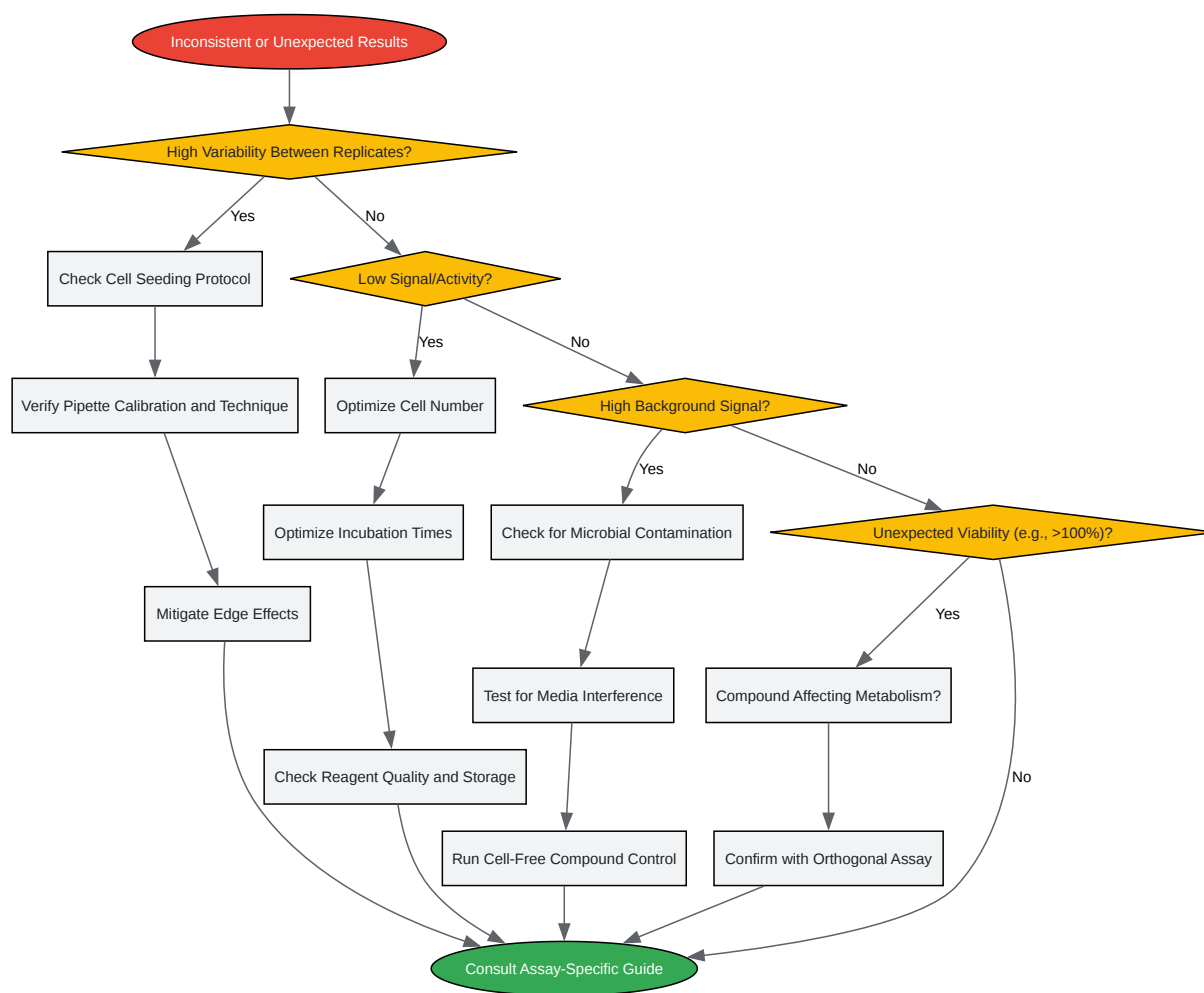 Inconsistent or Unexpected Results
High Variability Between Replicates?
Yes
No
Check Cell Seeding Protocol
Low Signal/Activity?
Yes
No
Verify Pipette Calibration and Technique
Optimize Cell Number
High Background Signal?
Yes
No
Optimize Incubation Times
Check for Microbial Contamination
Unexpected Viability (e.g., >100%)?
Mitigate Edge Effects
Yes
Test for Media Interference
Compound Affecting Metabolism?
Check Reagent Quality and Storage
No
Run Cell-Free Compound Control
Confirm with Orthogonal Assay
Consult Assay-Specific Guide